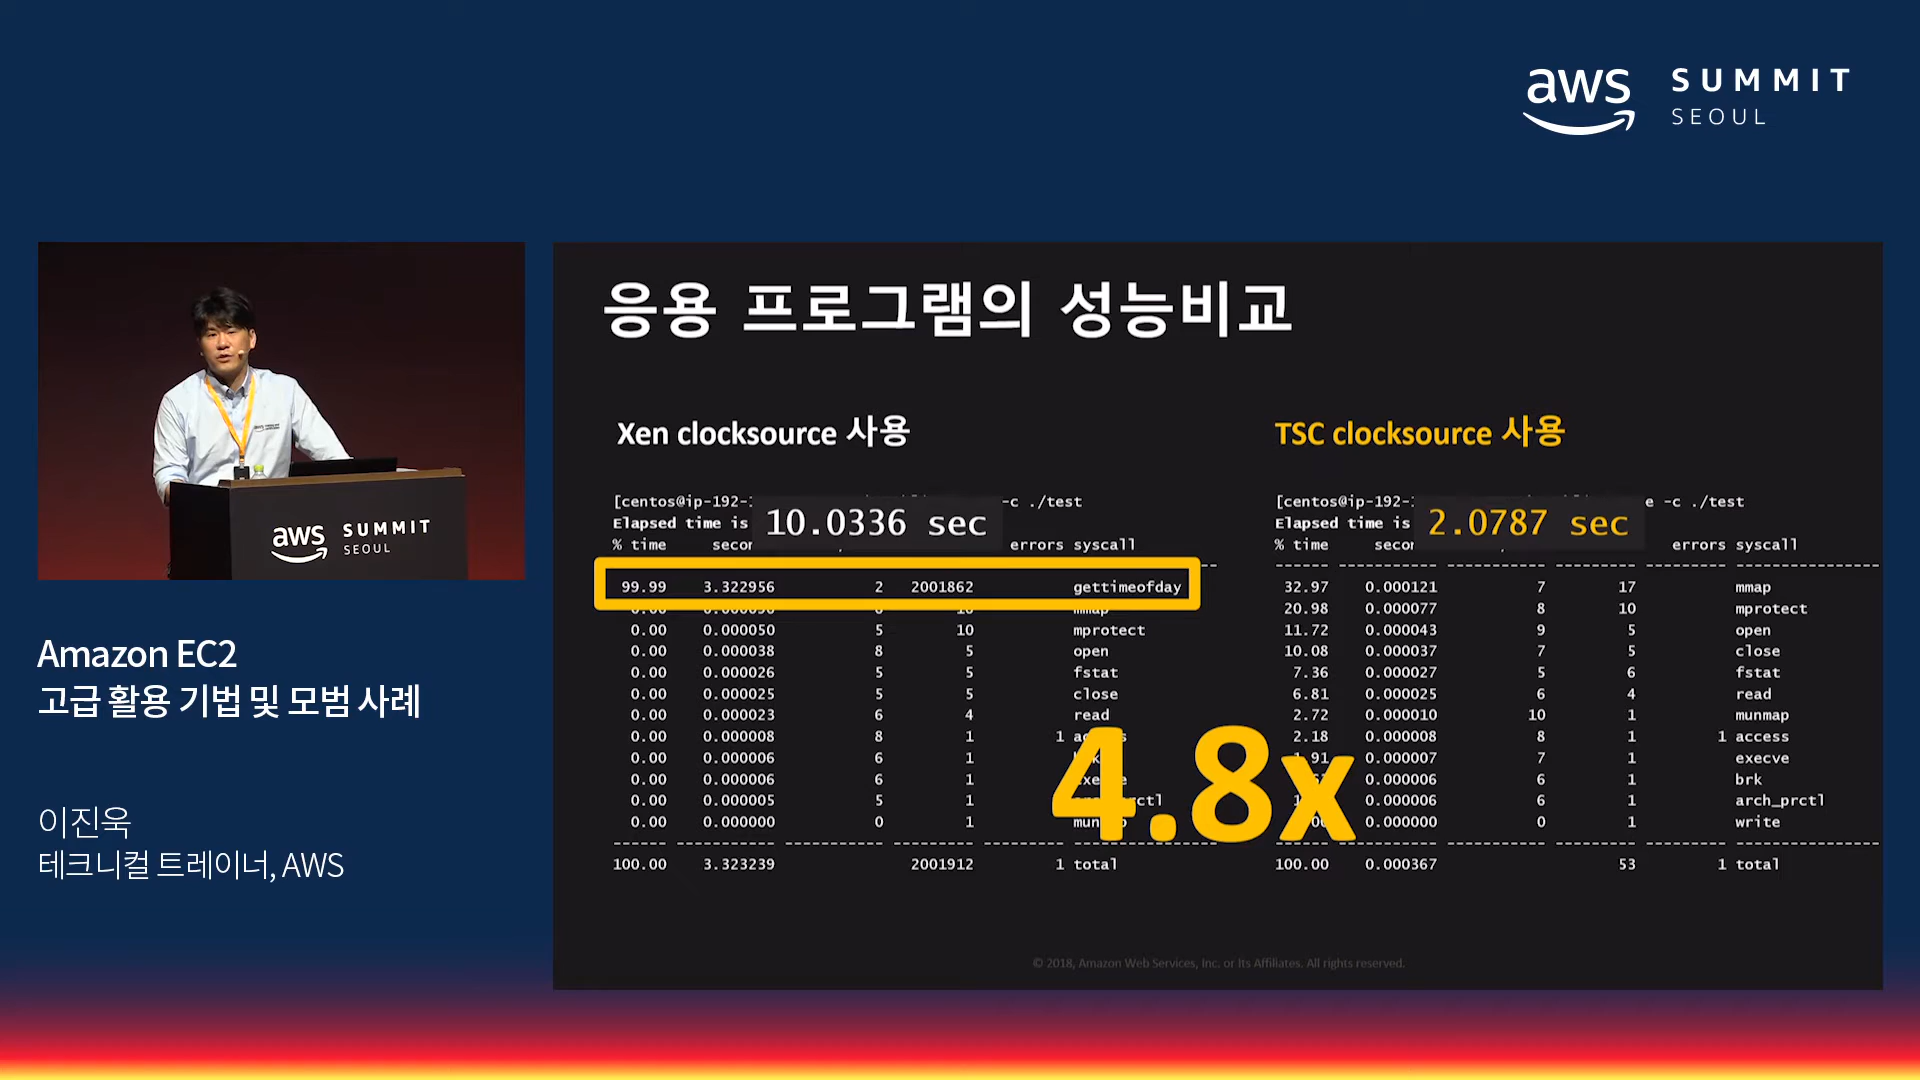 aws SUMMIT
SEOUL
응용 프로그램의 성능비교
Xen clocksource 사용
[centos@ip-192- -c ./test
Elapsed time is 10.0336 sec
% time secon errors syscall
99.99 3.322956 2 2001862 gettimeofday
0.00 mmap
0.00 0.000050 5 10 mprotect
0.00 0.000038 8 5 open
0.00 0.000026 5 5 fstat
0.00 0.000025 5 5 close
0.00 0.000023 6 4 read
0.00 0.000008 8 1 1
0.00 0.000006 6 1
0.00 0.000006 6 1
0.00 0.000005 5 1
0.00 0.000000 0 1
100.00 3.323239 2001912 1 total
TSC clocksource 사용
[centos@ip-192- e -c ./test
Elapsed time is 2.0787 sec
% time secon errors syscall
32.97 0.000121 7 17 mmap
20.98 0.000077 8 10 mprotect
11.72 0.000043 9 5 open
10.08 0.000037 7 5 close
7.36 0.000027 5 6 fstat
6.81 0.000025 6 4 read
2.72 0.000010 10 1 munmap
2.18 0.000008 8 1 1 access
0.000007 7 1 execve
0.000006 6 1 brk
0.000006 6 1 arch_prctl
0.000000 0 1 write
100.00 0.000367 53 1 total
4.8x
© 2018, Amazon Web Services, Inc. or Its Affiliates. All rights reserved.
aws SUMMIT
SEOUL
Amazon EC2
고급 활용 기법 및 모범 사례
이진욱
테크니컬 트레이너, AWS